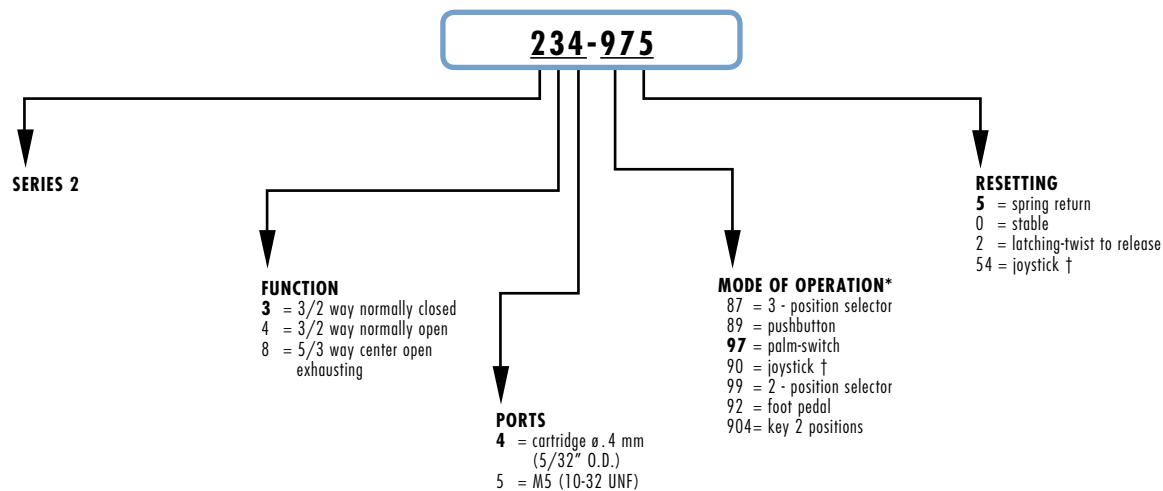 234-975
SERIES 2
FUNCTION
3 = 3/2 way normally closed
4 = 3/2 way normally open
8 = 5/3 way center open
exhausting
PORTS
4 = cartridge ø.4 mm
(5/32" O.D.)
5 = M5 (10-32 UNF)
MODE OF OPERATION*
87 = 3 - position selector
89 = pushbutton
97 = palm-switch
90 = joystick †
99 = 2 - position selector
92 = foot pedal
904= key 2 positions
RESETTING
5 = spring return
0 = stable
2 = latching-twist to release
54 = joystick †